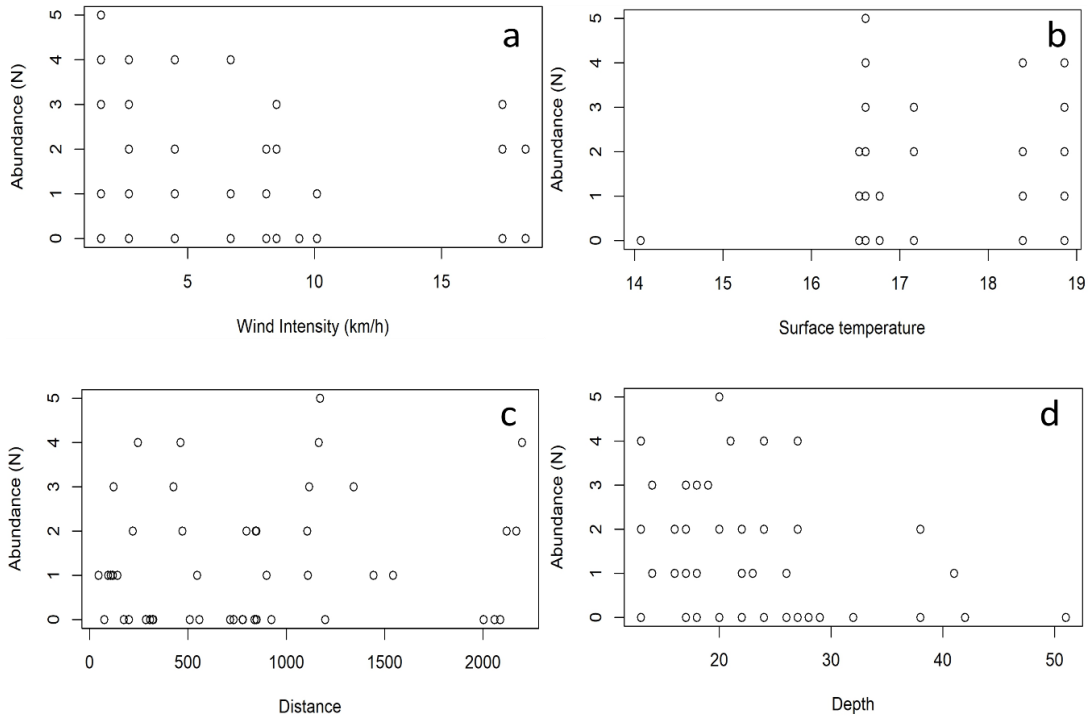 a
Abundance (N)
5
4
3
2
1
0
5 10 15
Wind Intensity (km/h)
b
Abundance (N)
5
4
3
2
1
0
14 15 16 17 18 19
Surface temperature
c
Abundance (N)
5
4
3
2
1
0
0 500 1000 1500 2000
Distance
d
Abundance (N)
5
4
3
2
1
0
20 30 40 50
Depth